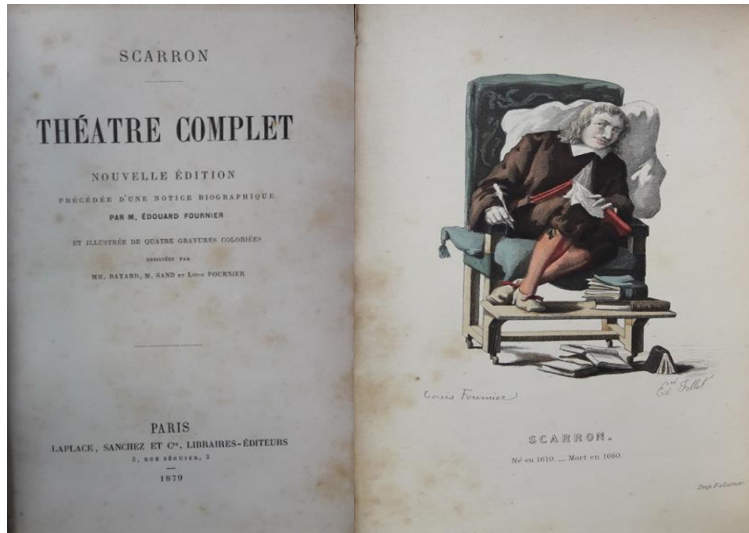 SCARRON
THÉATRE COMPLET
NOUVELLE ÉDITION
PRÉCÉDÉE D'UNE NOTICE BIOGRAPHIQUE
PAR M. ÉDOUARD FOURNIER
ET ILLUSTRÉE DE QUATRE GRAVURES COLORIÉES
DESSINÉES PAR
MM. BAYARD, M. SAND ET LOUIS FOURNIER
PARIS
LAPLACE, SANCHEZ ET Cie, LIBRAIRES-ÉDITEURS
3, RUE SÉGUIER, 3
1879
Louis Fournier
Ed. Follet
SCARRON.
Né en 1610 _ Mort en 1660